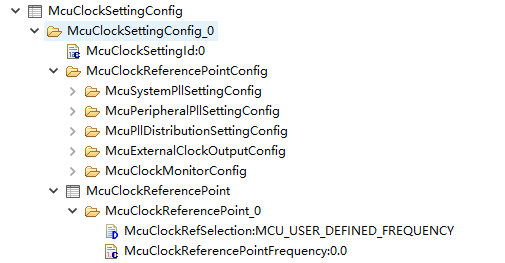 McuClockSettingConfig
McuClockSettingConfig_0
McuClockSettingId:0
McuClockReferencePointConfig
McuSystemPllSettingConfig
McuPeripheralPllSettingConfig
McuPllDistributionSettingConfig
McuExternalClockOutputConfig
McuClockMonitorConfig
McuClockReferencePoint
McuClockReferencePoint_0
McuClockRefSelection:MCU_USER_DEFINED_FREQUENCY
McuClockReferencePointFrequency:0.0